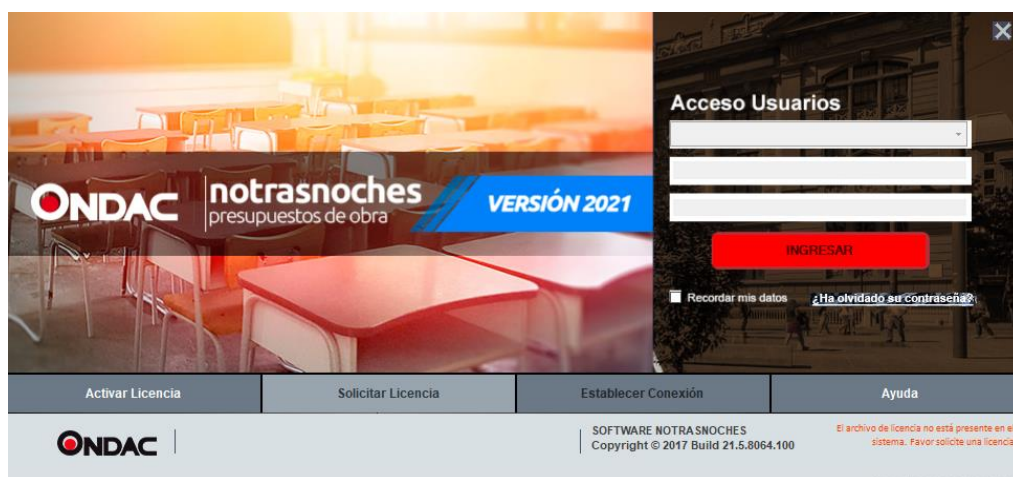 Acceso Usuarios
ONDAC
notrasnoches
presupuestos de obra
VERSIÓN 2021
INGRESAR
Recordar mis datos
¿Ha olvidado su contraseña?
Activar Licencia
Solicitar Licencia
Establecer Conexión
Ayuda
ONDAC
SOFTWARE NOTRASNOCHES
Copyright © 2017 Build 21.5.8064.100
El archivo de licencia no está presente en el
sistema. Favor solicite una licencia